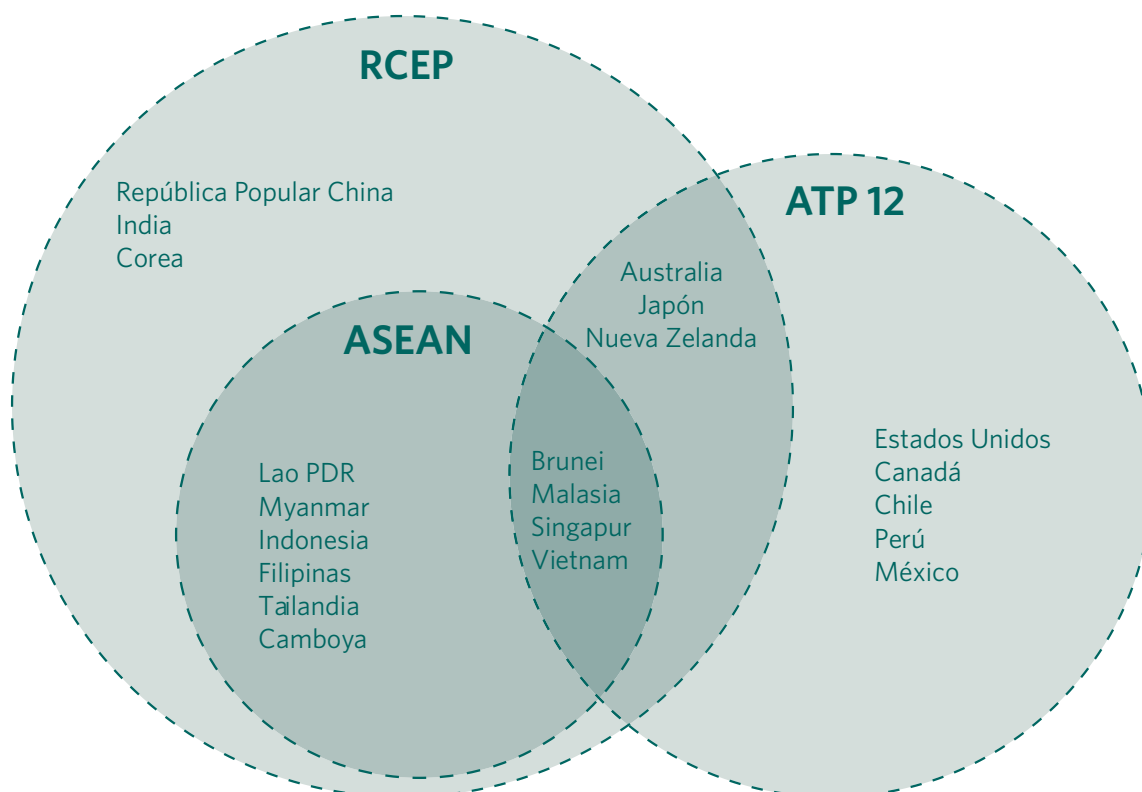 RCEP
República Popular China
India
Corea
ATP 12
Australia
Japón
Nueva Zelanda
ASEAN
Lao PDR
Myanmar
Indonesia
Filipinas
Tailandia
Camboya
Brunei
Malasia
Singapur
Vietnam
Estados Unidos
Canadá
Chile
Perú
México